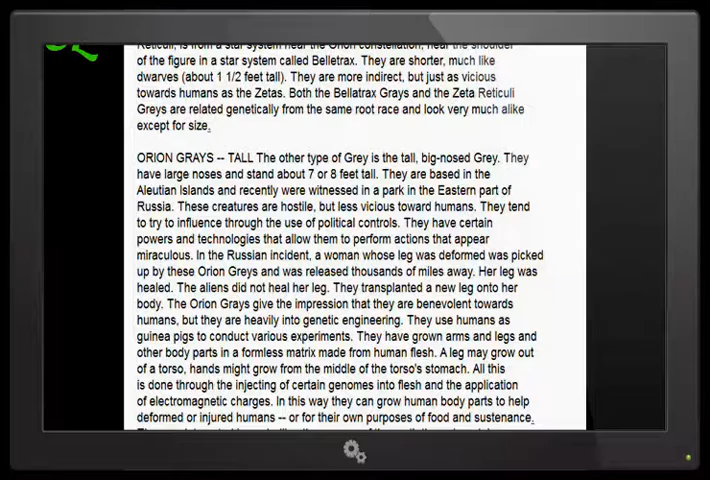 Reticuli, is from a star system near the Orion constellation, near the shoulder
of the figure in a star system called Belletrax. They are shorter, much like
dwarves (about 1 1/2 feet tall). They are more indirect, but just as vicious
towards humans as the Zetas. Both the Bellatrax Grays and the Zeta Reticuli
Greys are related genetically from the same root race and look very much alike
except for size.
ORION GRAYS -- TALL The other type of Grey is the tall, big-nosed Grey. They
have large noses and stand about 7 or 8 feet tall. They are based in the
Aleutian Islands and recently were witnessed in a park in the Eastern part of
Russia. These creatures are hostile, but less vicious toward humans. They tend
to try to influence through the use of political controls. They have certain
powers and technologies that allow them to perform actions that appear
miraculous. In the Russian incident, a woman whose leg was deformed was picked
up by these Orion Greys and was released thousands of miles away. Her leg was
healed. The aliens did not heal her leg. They transplanted a new leg onto her
body. The Orion Grays give the impression that they are benevolent towards
humans, but they are heavily into genetic engineering. They use humans as
guinea pigs to conduct various experiments. They have grown arms and legs and
other body parts in a formless matrix made from human flesh. A leg may grow out
of a torso, hands might grow from the middle of the torso's stomach. All this
is done through the injecting of certain genomes into flesh and the application
of electromagnetic charges. In this way they can grow human body parts to help
deformed or injured humans -- or for their own purposes of food and sustenance.